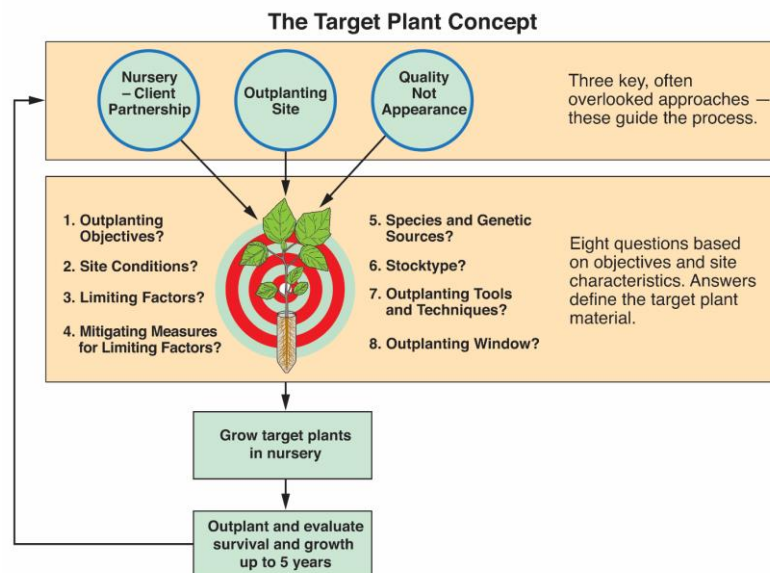 The Target Plant Concept
Nursery
– Client
Partnership
Outplanting
Site
Quality
Not
Appearance
Three key, often
overlooked approaches —
these guide the process.
1. Outplanting
Objectives?
2. Site Conditions?
3. Limiting Factors?
4. Mitigating Measures
for Limiting Factors?
5. Species and Genetic
Sources?
6. Stocktype?
7. Outplanting Tools
and Techniques?
8. Outplanting Window?
Eight questions based
on objectives and site
characteristics. Answers
define the target plant
material.
Grow target plants
in nursery
Outplant and evaluate
survival and growth
up to 5 years